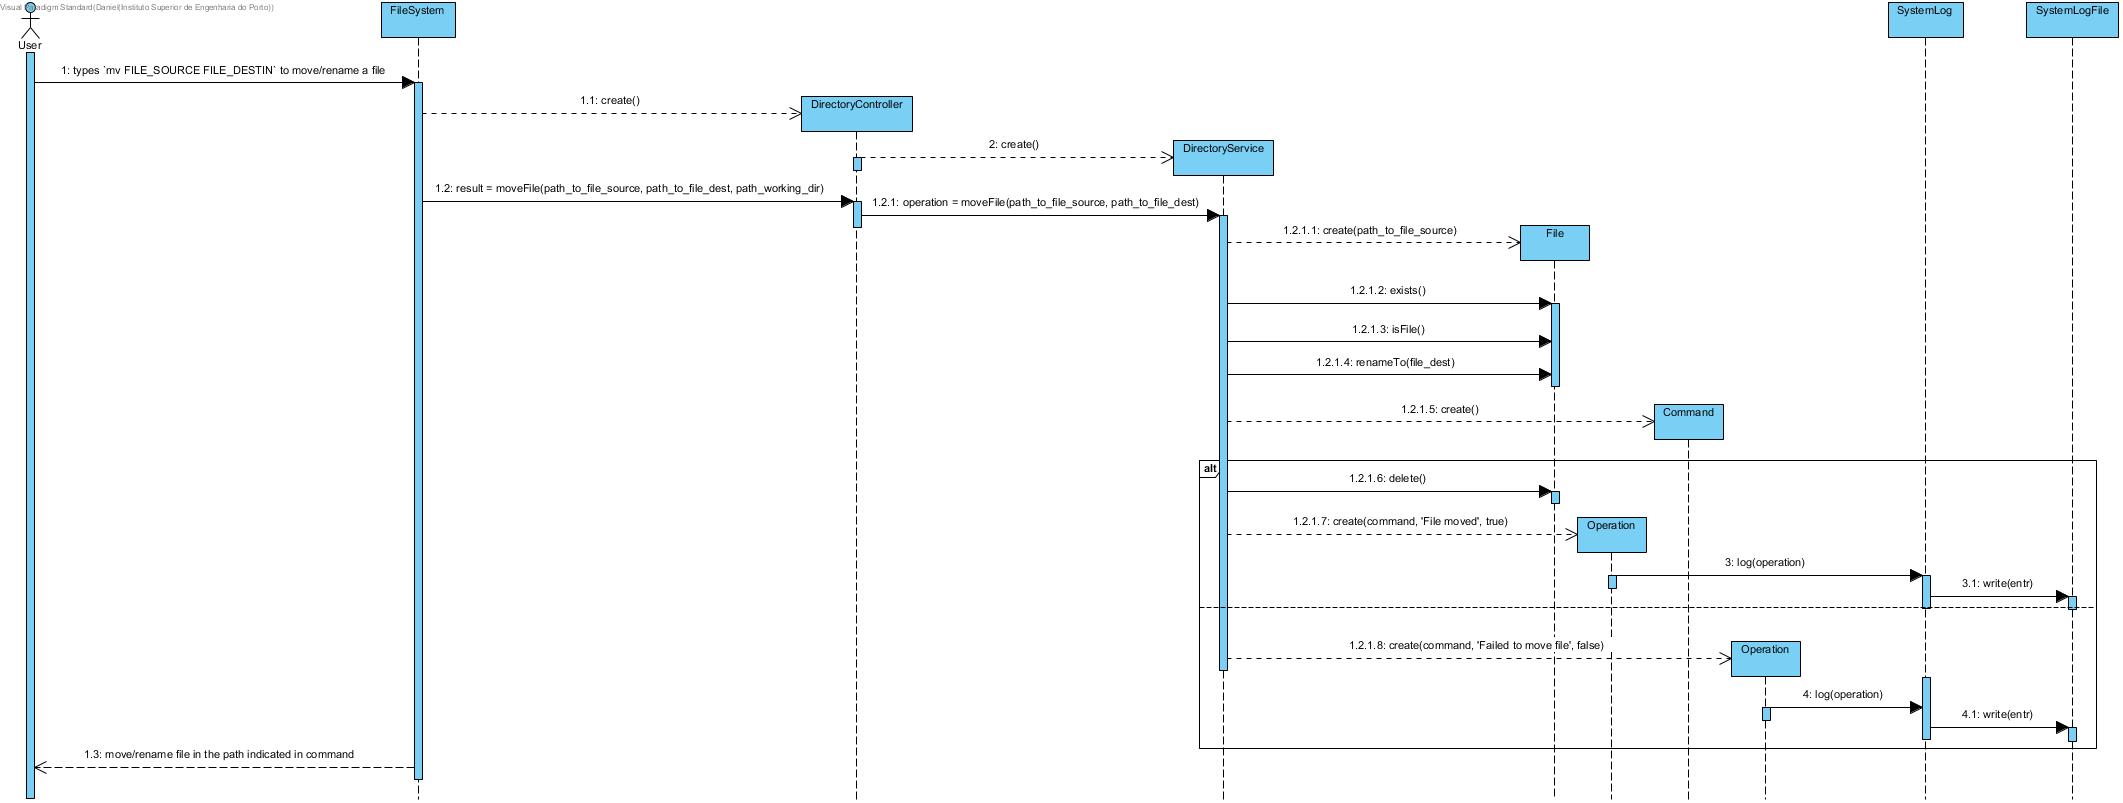 Visual Paradigm Standard(Daniel(Instituto Superior de Engenharia do Porto))
User
FileSystem
SystemLog
SystemLogFile
1: types `mv FILE_SOURCE FILE_DESTIN` to move/rename a file
1.1: create()
DirectoryController
2: create()
DirectoryService
1.2: result = moveFile(path_to_file_source, path_to_file_dest, path_working_dir)
1.2.1: operation = moveFile(path_to_file_source, path_to_file_dest)
1.2.1.1: create(path_to_file_source)
File
1.2.1.2: exists()
1.2.1.3: isFile()
1.2.1.4: renameTo(file_dest)
1.2.1.5: create()
Command
alt
1.2.1.6: delete()
1.2.1.7: create(command, 'File moved', true)
Operation
3: log(operation)
3.1: write(entr)
1.2.1.8: create(command, 'Failed to move file', false)
Operation
4: log(operation)
4.1: write(entr)
1.3: move/rename file in the path indicated in command